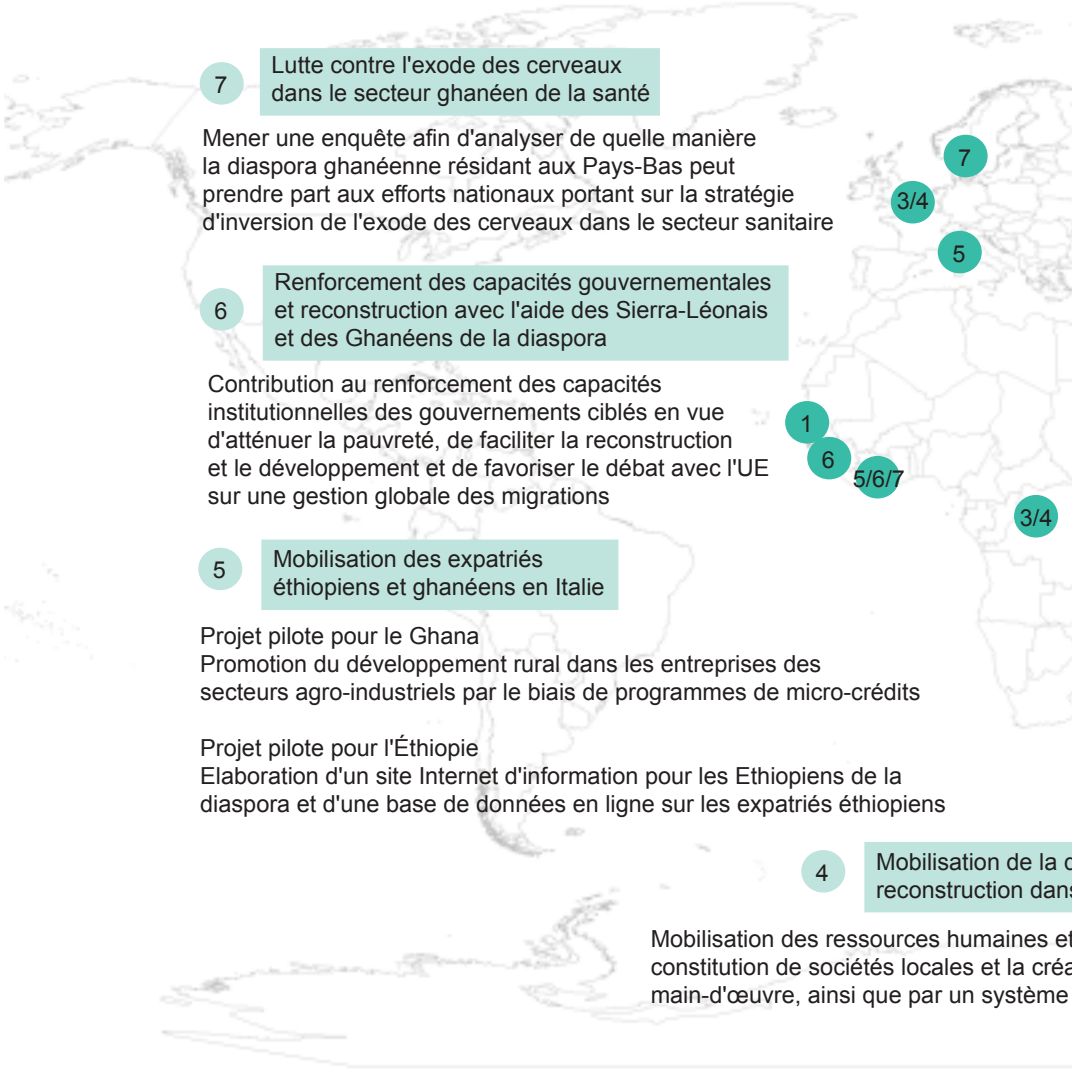 7
Lutte contre l'exode des cerveaux
dans le secteur ghanéen de la santé
Mener une enquête afin d'analyser de quelle manière
la diaspora ghanéenne résidant aux Pays-Bas peut
prendre part aux efforts nationaux portant sur la stratégie
d'inversion de l'exode des cerveaux dans le secteur sanitaire
7
3/4
5
6
Renforcement des capacités gouvernementales
et reconstruction avec l'aide des Sierra-Léonais
et des Ghanéens de la diaspora
Contribution au renforcement des capacités
institutionnelles des gouvernements ciblés en vue
d'atténuer la pauvreté, de faciliter la reconstruction
et le développement et de favoriser le débat avec l'UE
sur une gestion globale des migrations
1
6
5/6/7
3/4
5
Mobilisation des expatriés
éthiopiens et ghanéens en Italie
Projet pilote pour le Ghana
Promotion du développement rural dans les entreprises des
secteurs agro-industriels par le biais de programmes de micro-crédits
Projet pilote pour l'Éthiopie
Elaboration d'un site Internet d'information pour les Ethiopiens de la
diaspora et d'une base de données en ligne sur les expatriés éthiopiens
4
Mobilisation de la
reconstruction dans
Mobilisation des ressources humaines et
constitution de sociétés locales et la créa
main-d'œuvre, ainsi que par un système